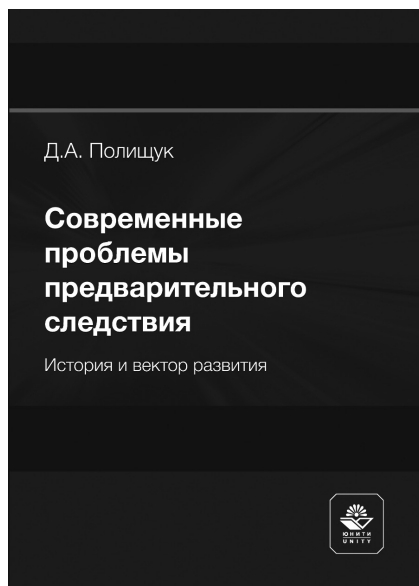 Д.А. Полищук
Современные
проблемы
предварительного
следствия
История и вектор развития
ЮНИТИ
UNITY